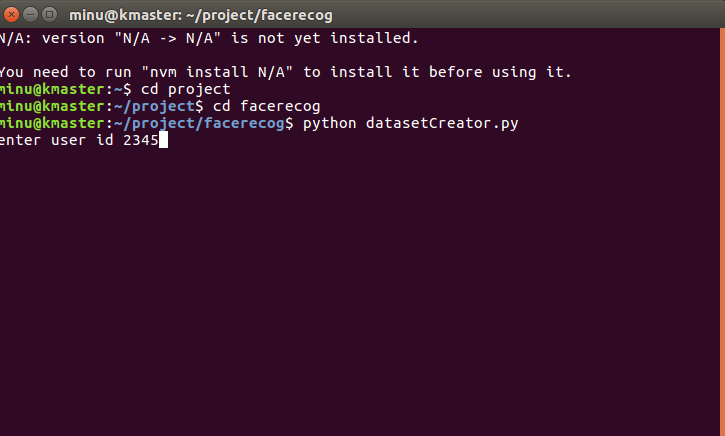 minu@kmaster: ~/project/facerecog
N/A: version "N/A -> N/A" is not yet installed.
You need to run "nvm install N/A" to install it before using it.
minu@kmaster:~$ cd project
minu@kmaster:~/project$ cd facerecog
minu@kmaster:~/project/facerecog$ python datasetCreator.py
enter user id 2345